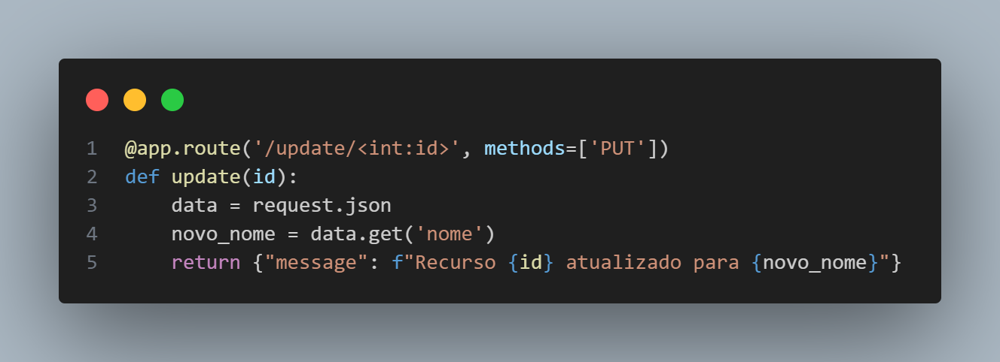 1 @app.route('/update/<int:id>', methods=['PUT'])
2 def update(id):
3     data = request.json
4     novo_nome = data.get('nome')
5     return {"message": f"Recurso {id} atualizado para {novo_nome}"}